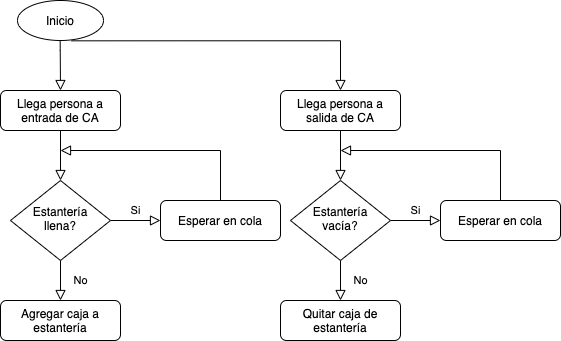 Inicio
Llega persona a
entrada de CA
Llega persona a
salida de CA
Estantería
llena?
Si
Esperar en cola
Estantería
vacía?
Si
Esperar en cola
No
No
Agregar caja a
estantería
Quitar caja de
estantería